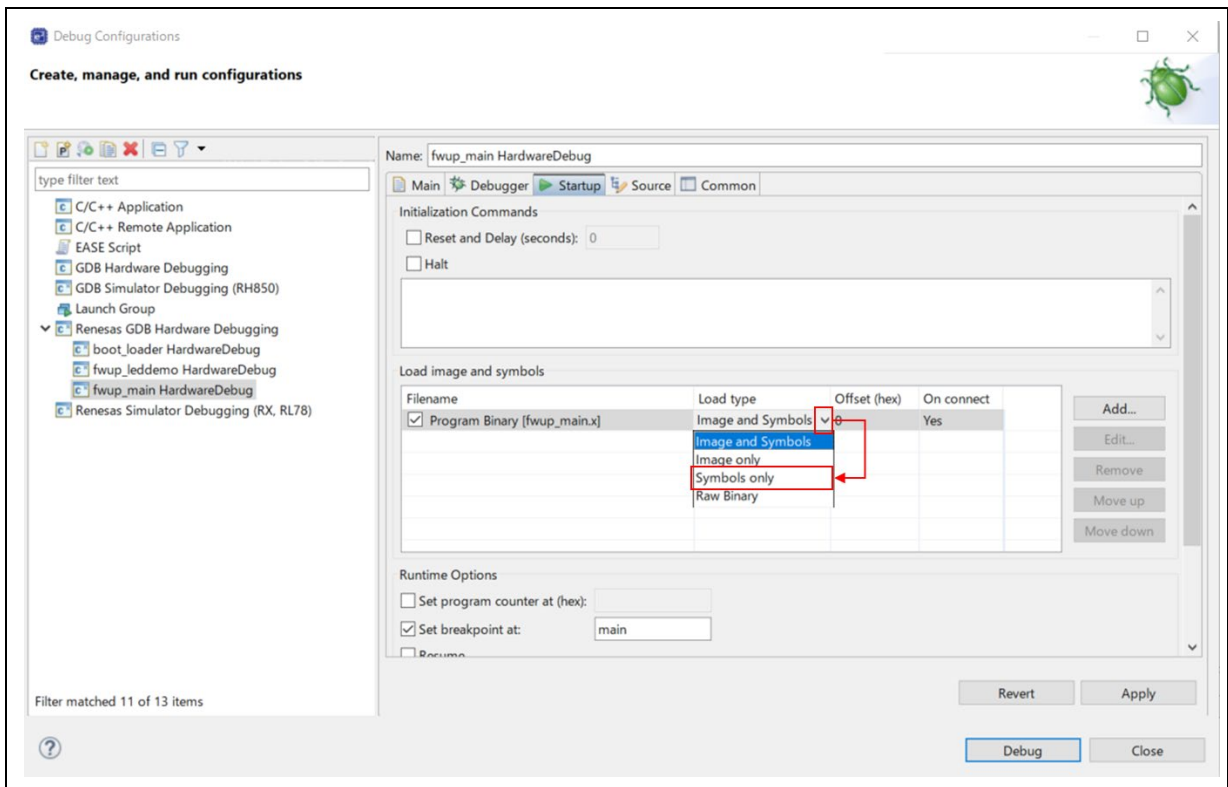 Debug Configurations
Create, manage, and run configurations
type filter text
C/C++ Application
C/C++ Remote Application
EASE Script
GDB Hardware Debugging
GDB Simulator Debugging (RH850)
Launch Group
Renesas GDB Hardware Debugging
boot_loader HardwareDebug
fwup_leddemo HardwareDebug
fwup_main HardwareDebug
Renesas Simulator Debugging (RX, RL78)
Filter matched 11 of 13 items
Name: fwup_main HardwareDebug
Main Debugger Startup Source Common
Initialization Commands
Reset and Delay (seconds): 0
Halt
Load image and symbols
Filename Load type Offset (hex) On connect
Program Binary [fwup_main.x] Image and Symbols 0 Yes
Image and Symbols
Image only
Symbols only
Raw Binary
Add...
Edit...
Remove
Move up
Move down
Runtime Options
Set program counter at (hex):
Set breakpoint at: main
Resume
Revert Apply
Debug Close